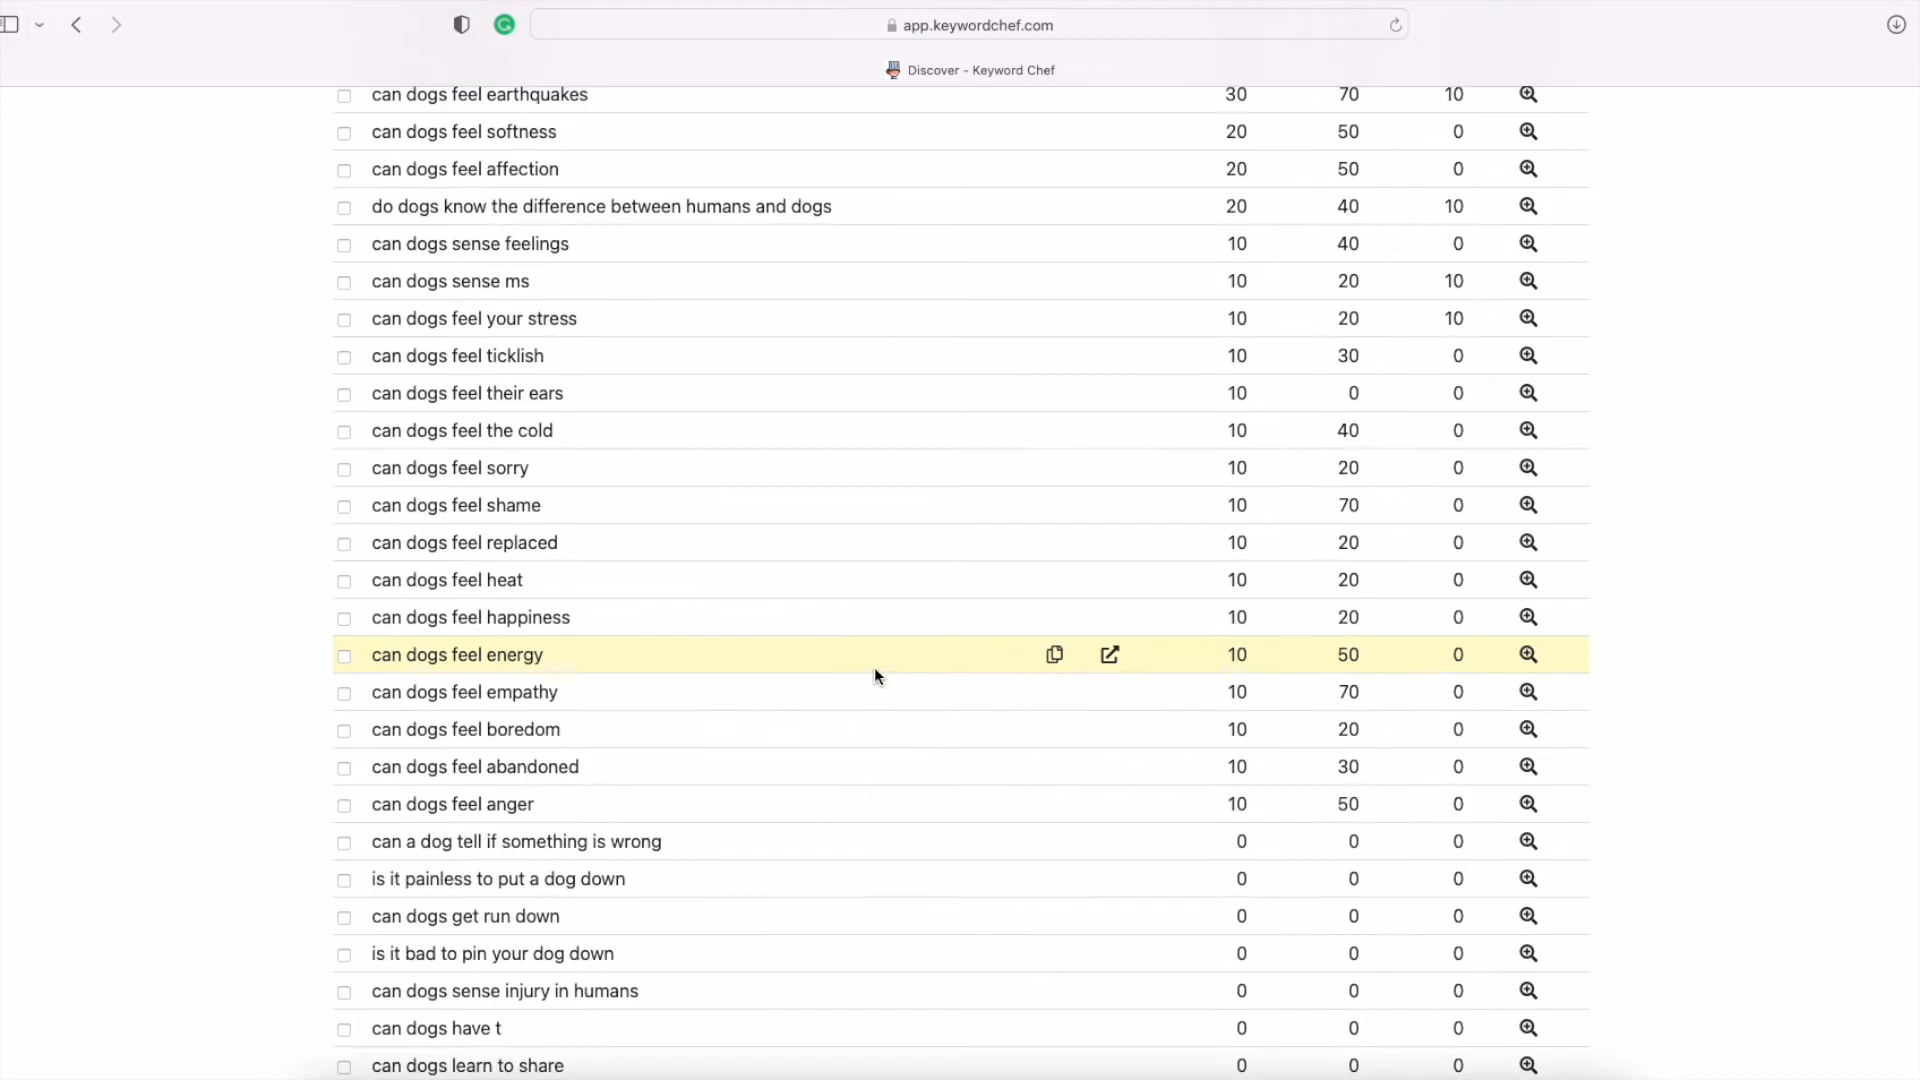 app.keywordchef.com
Discover - Keyword Chef
can dogs feel earthquakes 30 70 10
can dogs feel softness 20 50 0
can dogs feel affection 20 50 0
do dogs know the difference between humans and dogs 20 40 10
can dogs sense feelings 10 40 0
can dogs sense ms 10 20 10
can dogs feel your stress 10 20 10
can dogs feel ticklish 10 30 0
can dogs feel their ears 10 0 0
can dogs feel the cold 10 40 0
can dogs feel sorry 10 20 0
can dogs feel shame 10 70 0
can dogs feel replaced 10 20 0
can dogs feel heat 10 20 0
can dogs feel happiness 10 20 0
can dogs feel energy 10 50 0
can dogs feel empathy 10 70 0
can dogs feel boredom 10 20 0
can dogs feel abandoned 10 30 0
can dogs feel anger 10 50 0
can a dog tell if something is wrong 0 0 0
is it painless to put a dog down 0 0 0
can dogs get run down 0 0 0
is it bad to pin your dog down 0 0 0
can dogs sense injury in humans 0 0 0
can dogs have t 0 0 0
can dogs learn to share 0 0 0